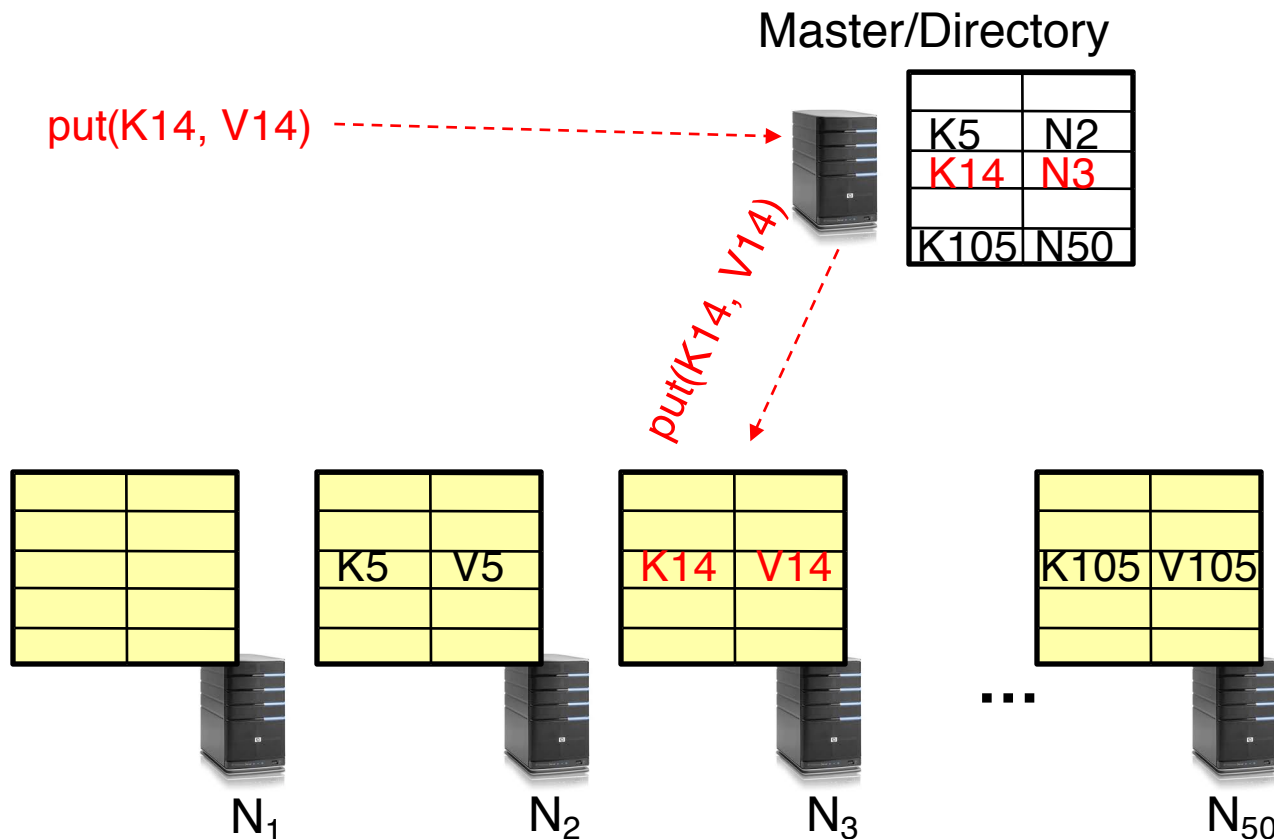 Master/Directory
put(K14, V14)
K5 N2
K14 N3
K105 N50
put(K14, V14)
K5 V5
K14 V14
K105 V105
...
N1
N2
N3
N50